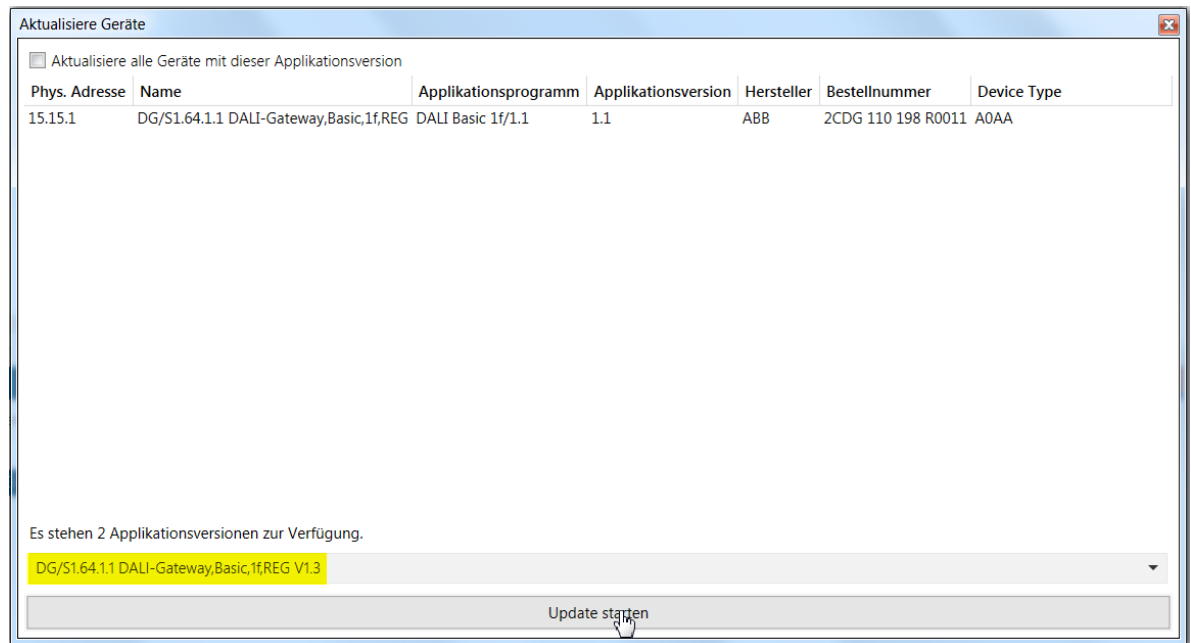 Aktualisiere Geräte
Aktualisiere alle Geräte mit dieser Applikationsversion
Phys. Adresse Name Applikationsprogramm Applikationsversion Hersteller Bestellnummer Device Type
15.15.1 DG/S1.64.1.1 DALI-Gateway,Basic,1f,REG DALI Basic 1f/1.1 1.1 ABB 2CDG 110 198 R0011 A0AA
Es stehen 2 Applikationsversionen zur Verfügung.
DG/S1.64.1.1 DALI-Gateway,Basic,1f,REG V1.3
Update starten